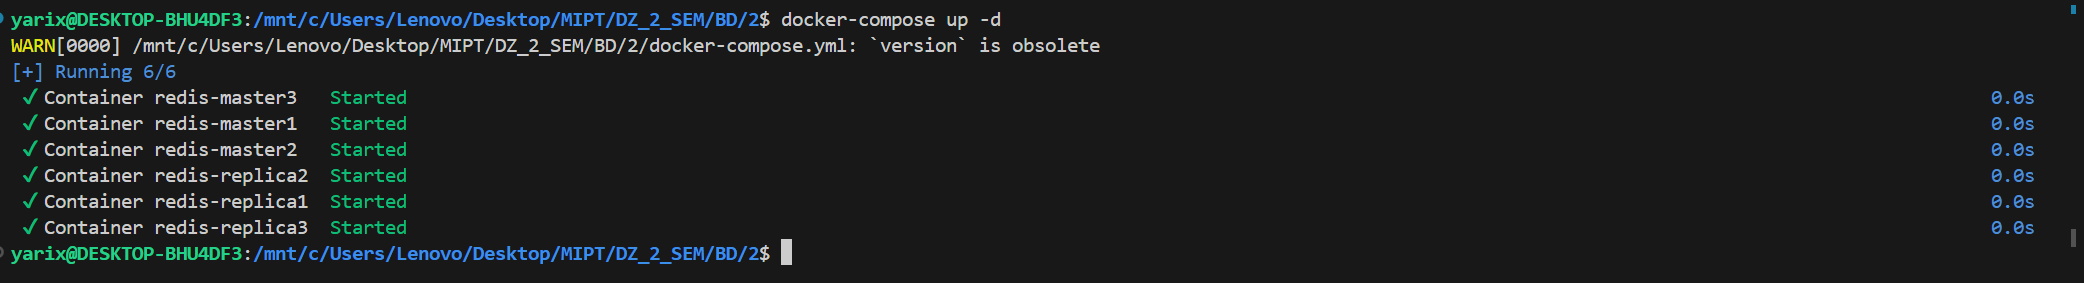 yarix@DESKTOP-BHU4DF3:/mnt/c/Users/Lenovo/Desktop/MIPT/DZ_2_SEM/BD/2$ docker-compose up -d
WARN[0000] /mnt/c/Users/Lenovo/Desktop/MIPT/DZ_2_SEM/BD/2/docker-compose.yml: `version` is obsolete
[+] Running 6/6
✓ Container redis-master3 Started 0.0s
✓ Container redis-master1 Started 0.0s
✓ Container redis-master2 Started 0.0s
✓ Container redis-replica2 Started 0.0s
✓ Container redis-replica1 Started 0.0s
✓ Container redis-replica3 Started 0.0s
yarix@DESKTOP-BHU4DF3:/mnt/c/Users/Lenovo/Desktop/MIPT/DZ_2_SEM/BD/2$